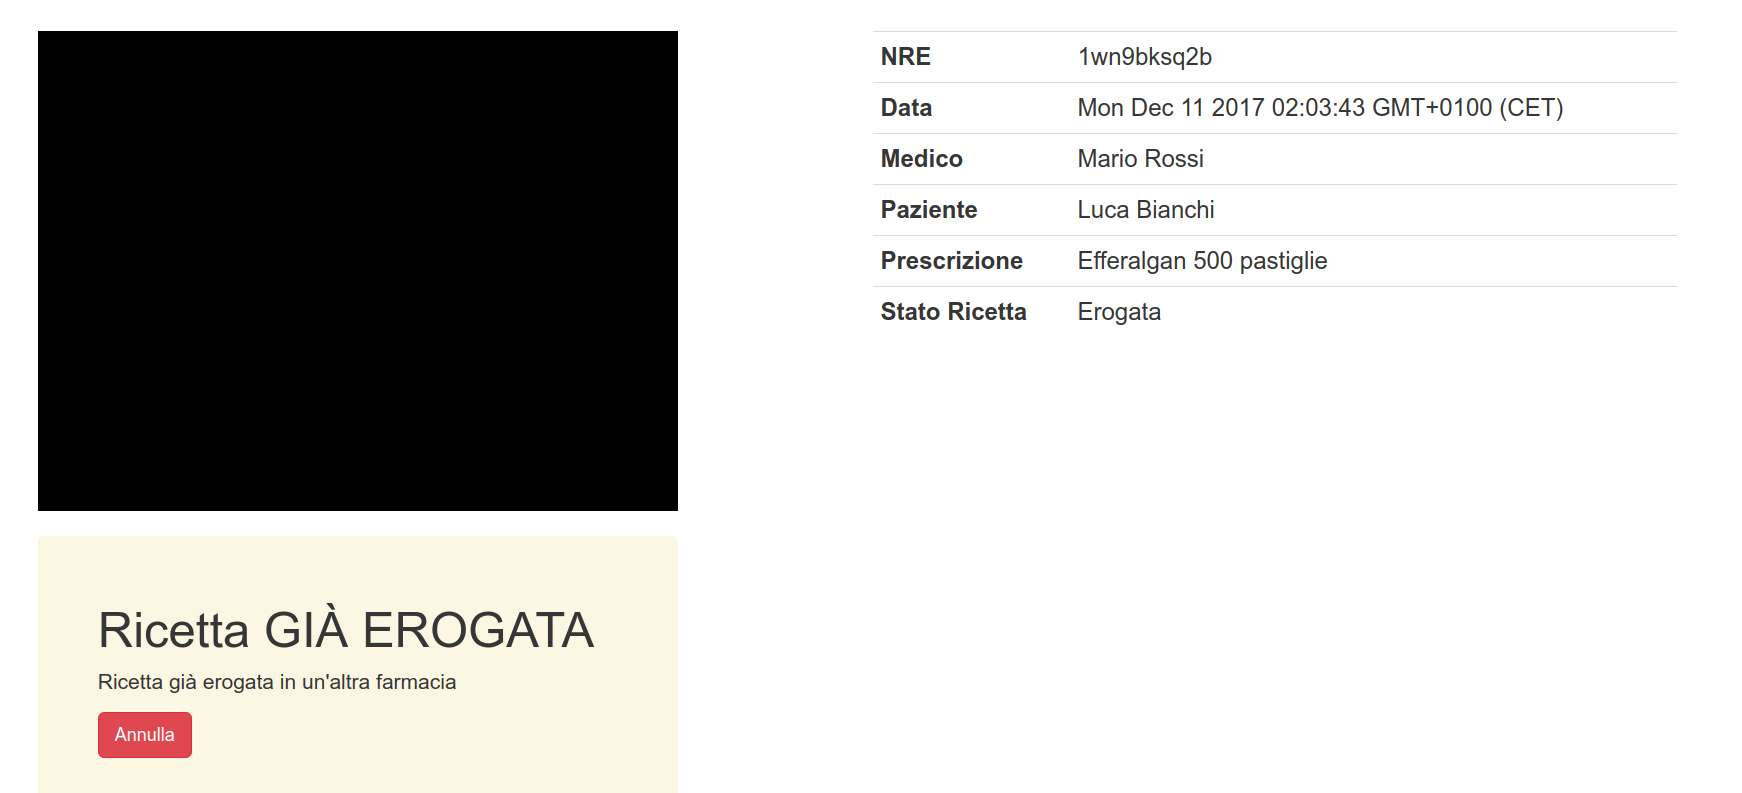 NRE 1wn9bksq2b
Data Mon Dec 11 2017 02:03:43 GMT+0100 (CET)
Medico Mario Rossi
Paziente Luca Bianchi
Prescrizione Efferalgan 500 pastiglie
Stato Ricetta Erogata
Ricetta GIÀ EROGATA
Ricetta già erogata in un'altra farmacia
Annulla